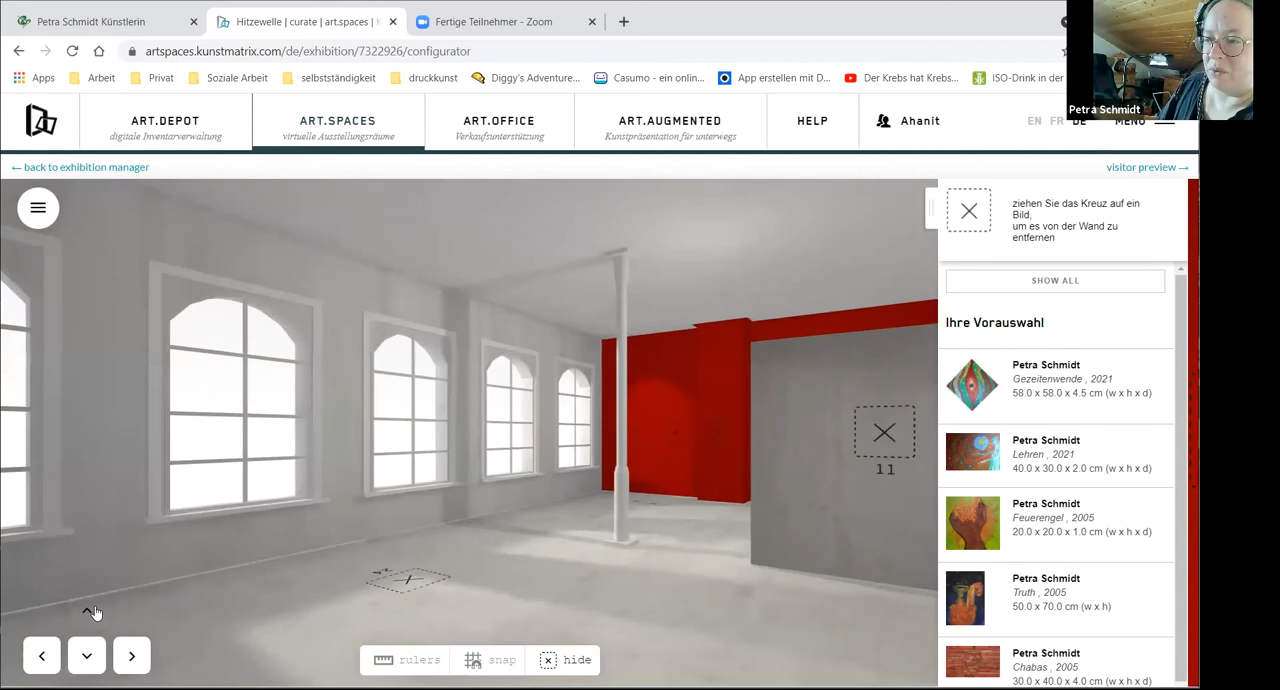 Petra Schmidt Künstlerin
Hitzewelle | curate | art.spaces |
Fertige Teilnehmer - Zoom
artspaces.kunstmatrix.com/de/exhibition/7322926/configurator
Apps
Arbeit
Privat
Soziale Arbeit
selbstständigkeit
druckkunst
Diggy's Adventure...
Casumo - ein onlin...
App erstellen mit D...
Der Krebs hat Krebs...
ISO-Drink in der
Petra Schmidt
ART.DEPOT
digitale Inventarverwaltung
ART.SPACES
virtuelle Ausstellungsräume
ART.OFFICE
Verkaufsunterstützung
ART.AUGMENTED
Kunstpräsentation für unterwegs
HELP
Ahanit
EN FR DE
MENU
← back to exhibition manager
visitor preview →
ziehen Sie das Kreuz auf ein
Bild,
um es von der Wand zu
entfernen
SHOW ALL
Ihre Vorauswahl
Petra Schmidt
Gezeitenwende , 2021
58.0 x 58.0 x 4.5 cm (w x h x d)
Petra Schmidt
Lehren , 2021
40.0 x 30.0 x 2.0 cm (w x h x d)
Petra Schmidt
Feuerengel , 2005
20.0 x 20.0 x 1.0 cm (w x h x d)
Petra Schmidt
Truth , 2005
50.0 x 70.0 cm (w x h)
Petra Schmidt
Chabas , 2005
30.0 x 40.0 x 4.0 cm (w x h x d)
11
rulers
snap
hide